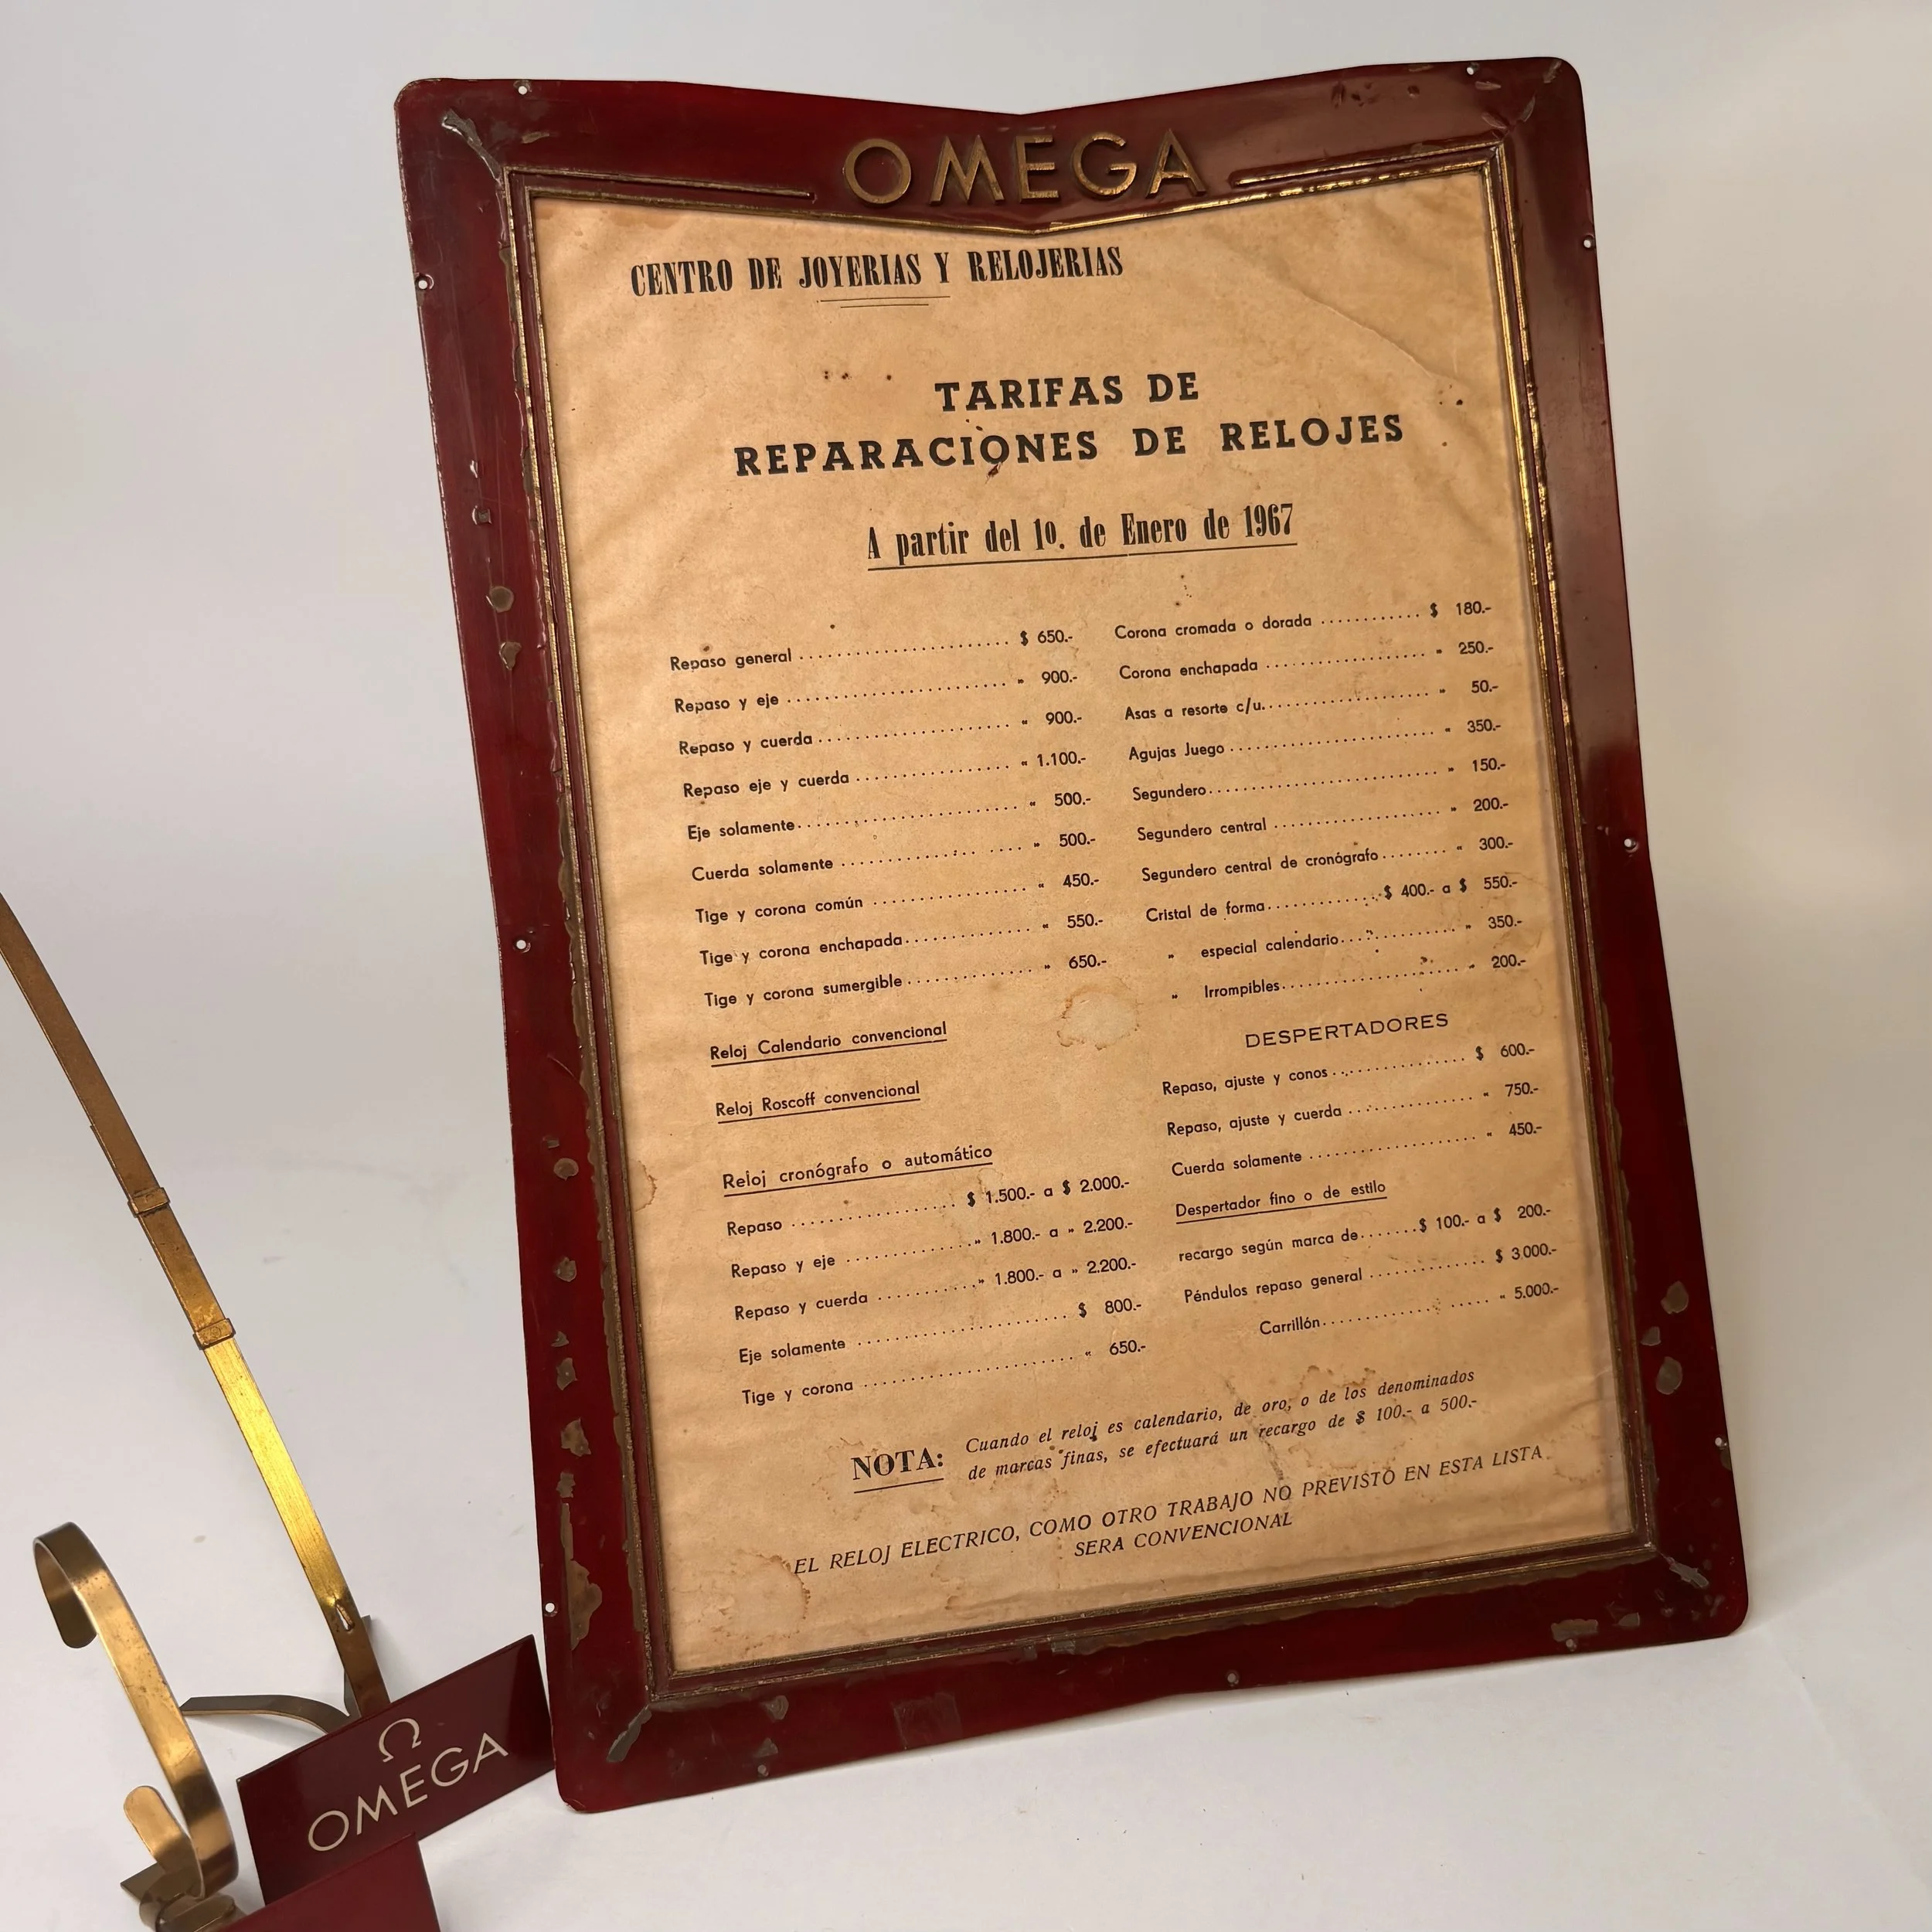 OMEGA
CENTRO DE JOYERIAS Y RELOJERIAS
TARIFAS DE
REPARACIONES DE RELOJES
A partir del 1o. de Enero de 1967
Repaso general .......................... $ 650.-
Repaso y eje .......................... " 900.-
Repaso y cuerda .......................... " 900.-
Repaso eje y cuerda .................... " 1.100.-
Eje solamente .......................... " 500.-
Cuerda solamente .................... " 500.-
Tige y corona común .................... " 450.-
Tige y corona enchapada ............... " 550.-
Tige y corona sumergible ............... " 650.-
Reloj Calendario convencional
Reloj Roscoff convencional
Reloj cronógrafo o automático
Repaso .................... $ 1.500.- a $ 2.000.-
Repaso y eje ............... " 1.800.- a " 2.200.-
Repaso y cuerda ............ " 1.800.- a " 2.200.-
Eje solamente .......................... $ 800.-
Tige y corona .......................... " 650.-
Corona cromada o dorada ............ $ 180.-
Corona enchapada .................... " 250.-
Asas a resorte c/u. .................... " 50.-
Agujas Juego .......................... " 350.-
Segundero .......................... " 150.-
Segundero central .................... " 200.-
Segundero central de cronógrafo ........ " 300.-
Cristal de forma ............... $ 400.- a $ 550.-
" especial calendario ............... " 350.-
" Irrompibles .................... " 200.-
DESPERTADORES
Repaso, ajuste y conos ............... $ 600.-
Repaso, ajuste y cuerda ............... " 750.-
Cuerda solamente .................... " 450.-
Despertador fino o de estilo
recargo según marca de ....... $ 100.- a $ 200.-
Péndulos repaso general ............... $ 3 000.-
Carrillón .................... " 5.000.-
NOTA: Cuando el reloj es calendario, de oro, o de los denominados
de marcas finas, se efectuará un recargo de $ 100.- a 500.-
EL RELOJ ELECTRICO, COMO OTRO TRABAJO NO PREVISTO EN ESTA LISTA
SERA CONVENCIONAL
Ω
OMEGA